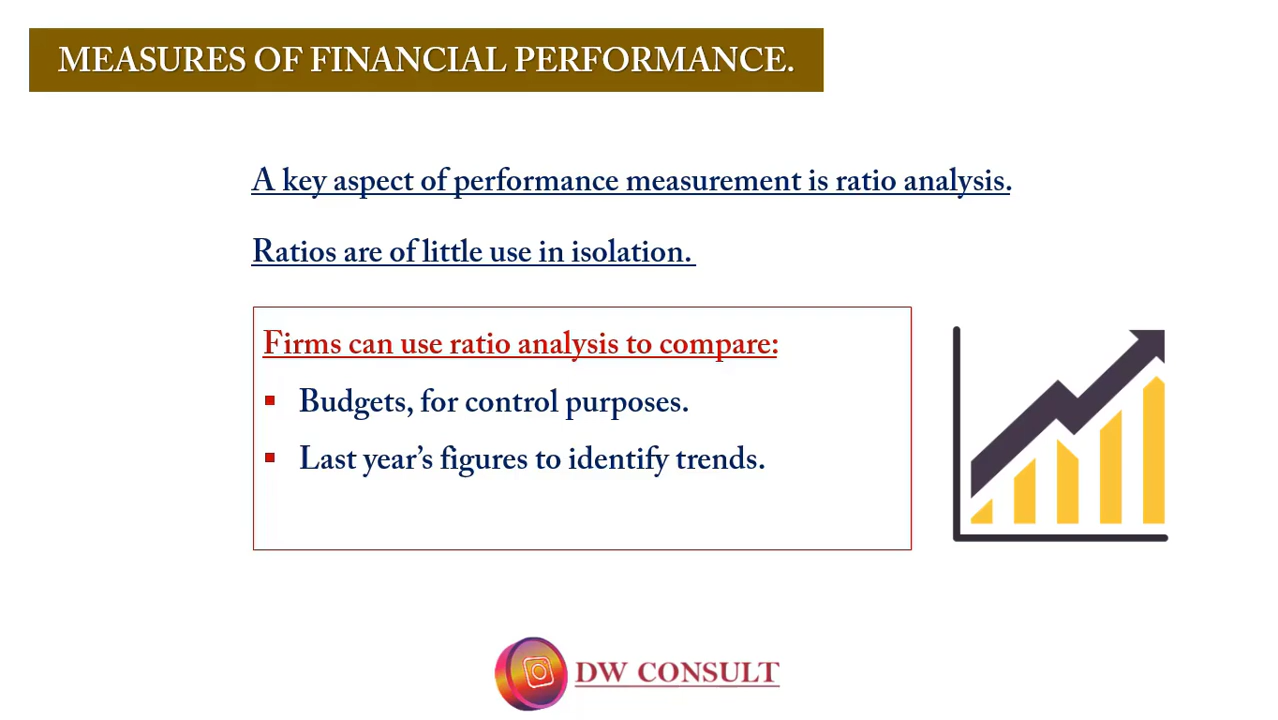 MEASURES OF FINANCIAL PERFORMANCE.
A key aspect of performance measurement is ratio analysis.
Ratios are of little use in isolation.
Firms can use ratio analysis to compare:
▪ Budgets, for control purposes.
▪ Last year’s figures to identify trends.
DW CONSULT